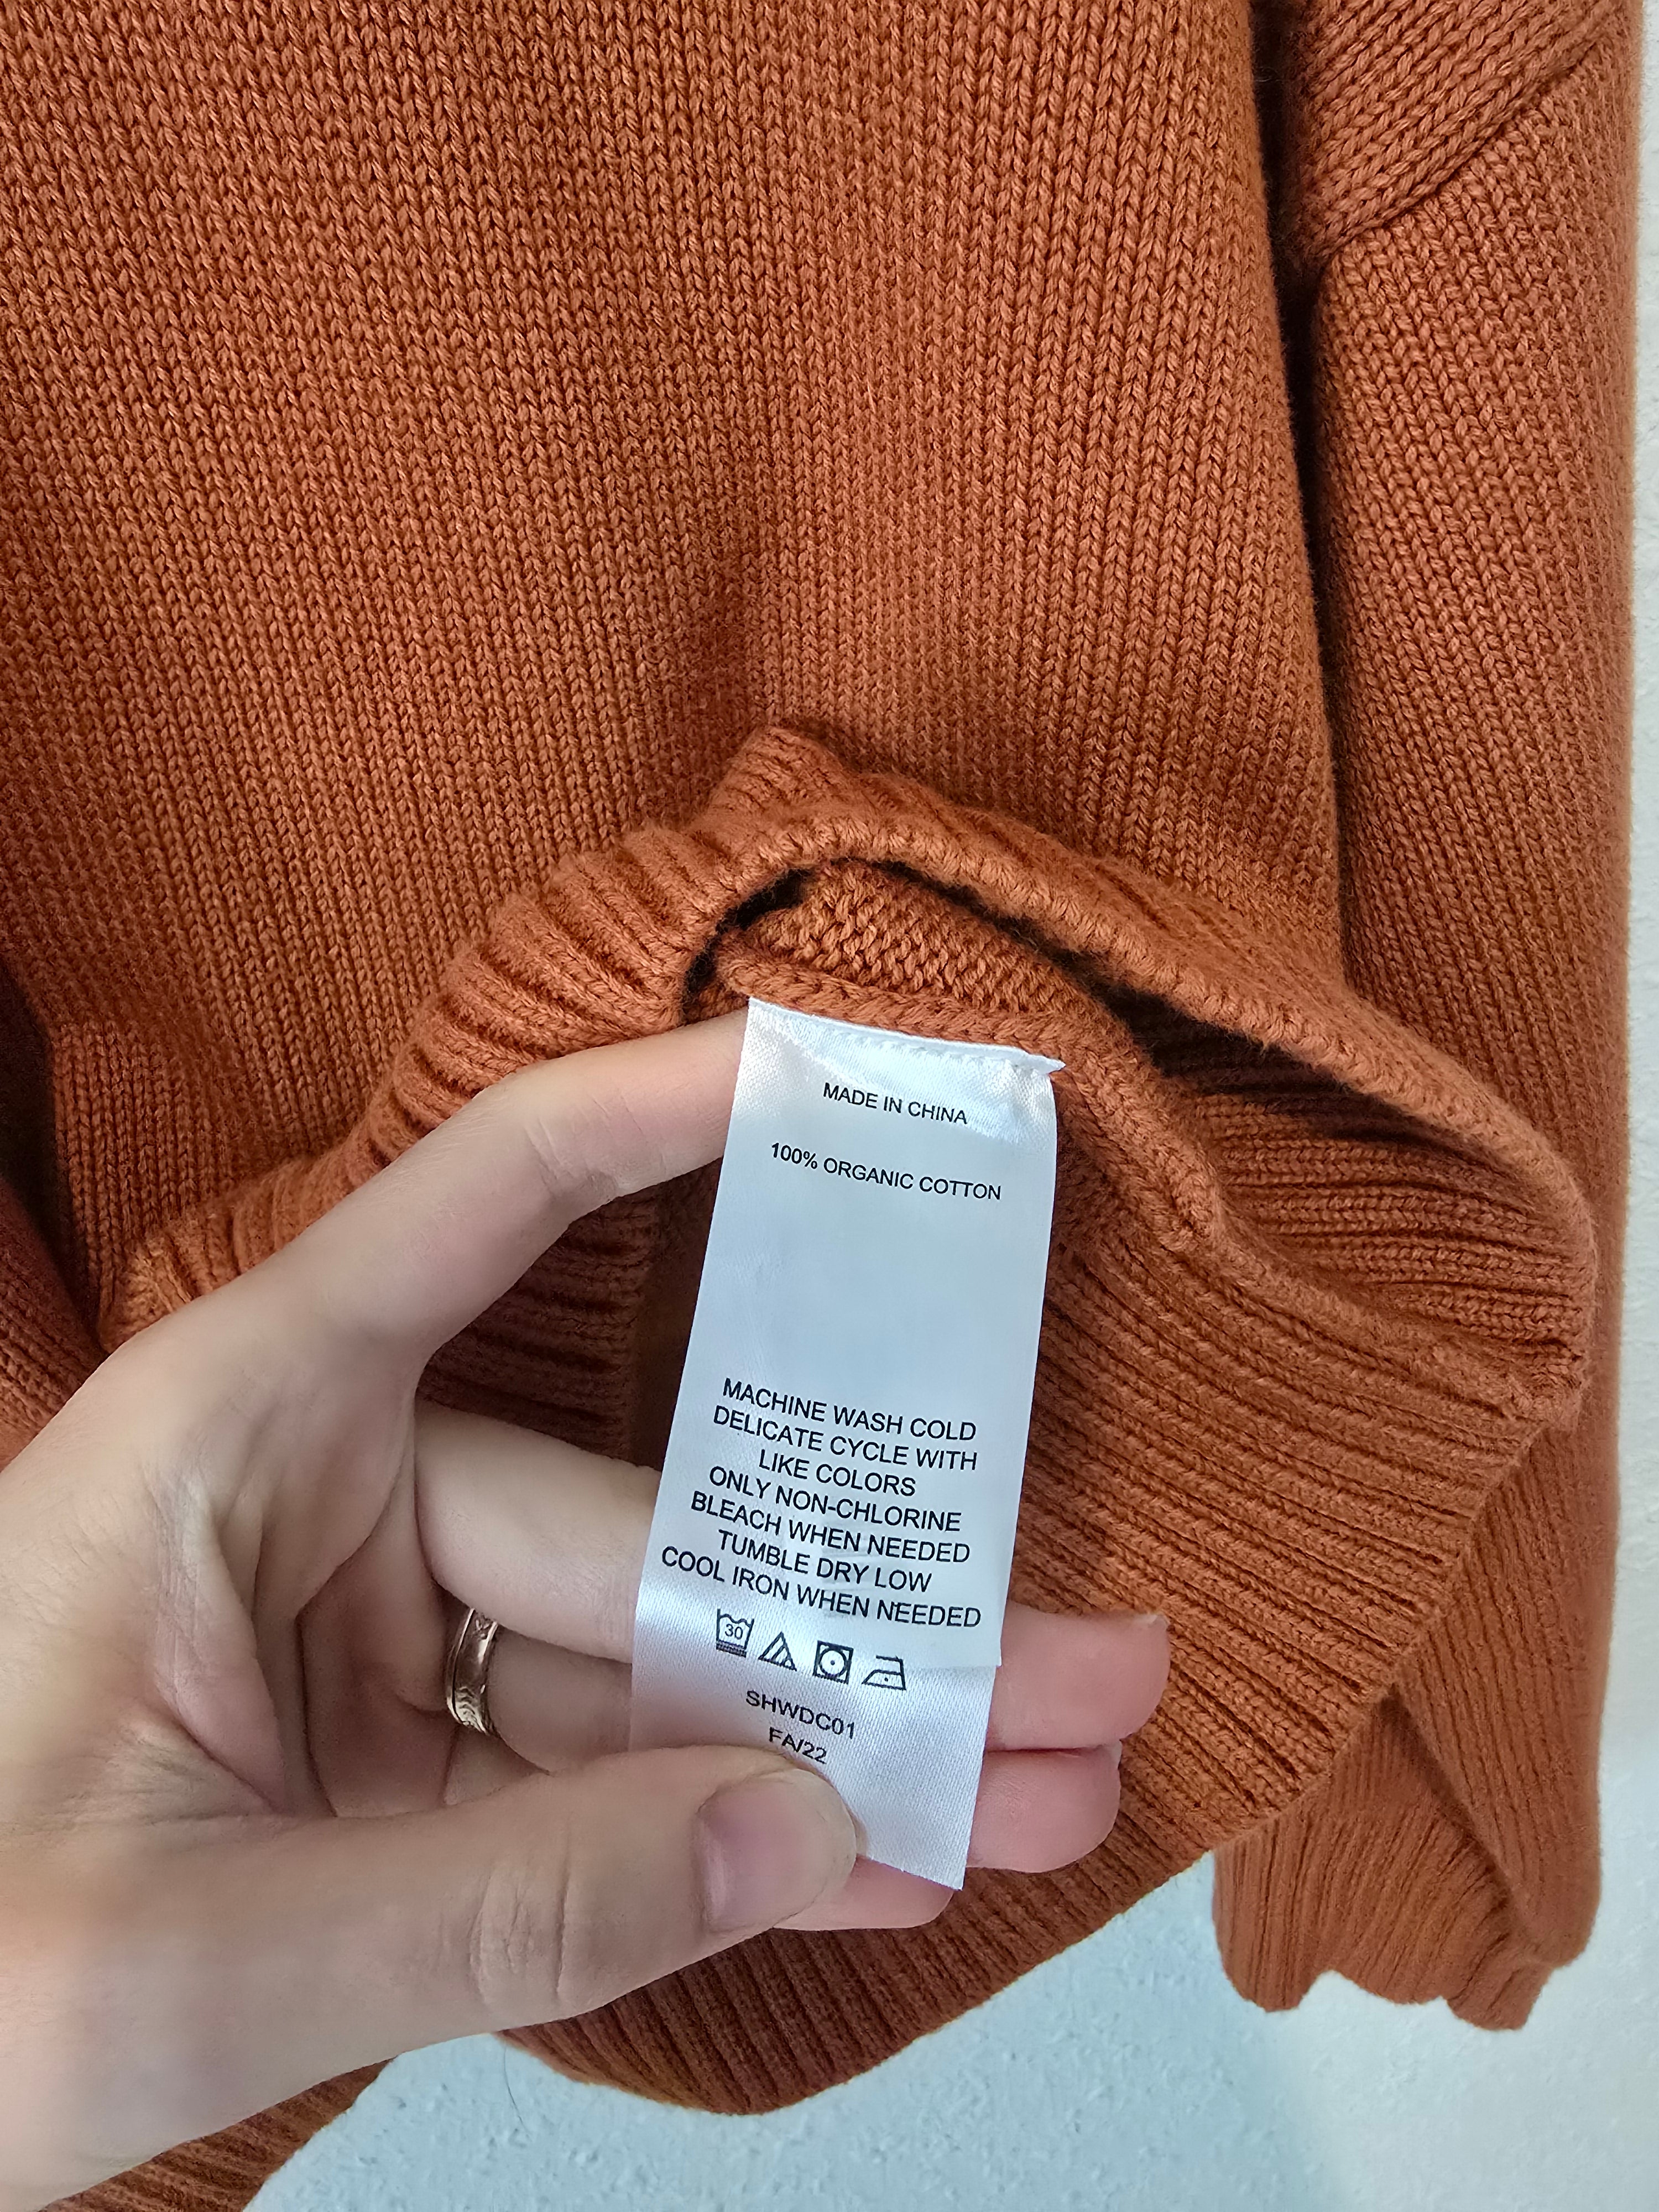 MADE IN CHINA
100% ORGANIC COTTON
MACHINE WASH COLD
DELICATE CYCLE WITH
LIKE COLORS
ONLY NON-CHLORINE
BLEACH WHEN NEEDED
TUMBLE DRY LOW
COOL IRON WHEN NEEDED
30
SHWDC01
FA/22